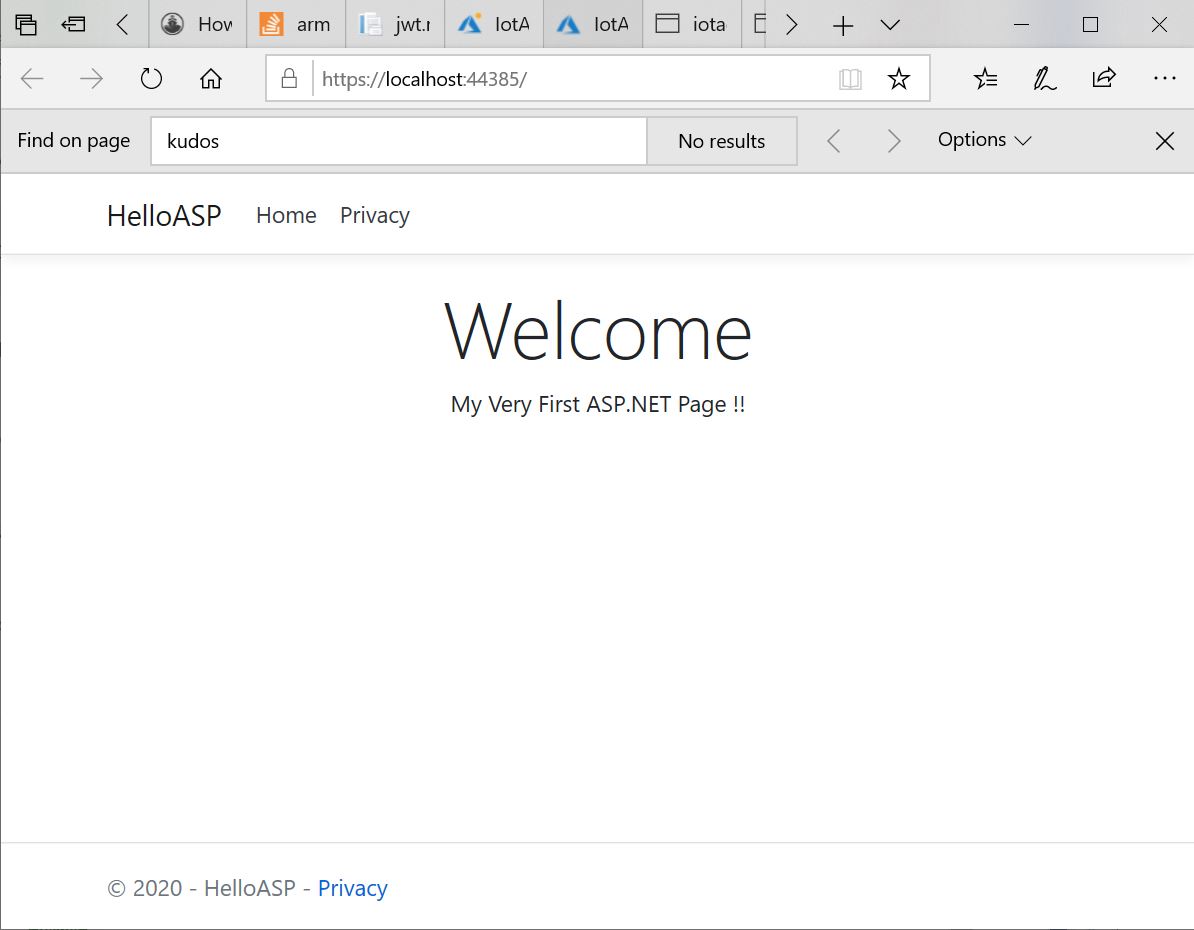 How arm jwt.r IotA IotA iota
https://localhost:44385/
Find on page kudos No results Options
HelloASP Home Privacy
Welcome
My Very First ASP.NET Page !!
© 2020 - HelloASP - Privacy